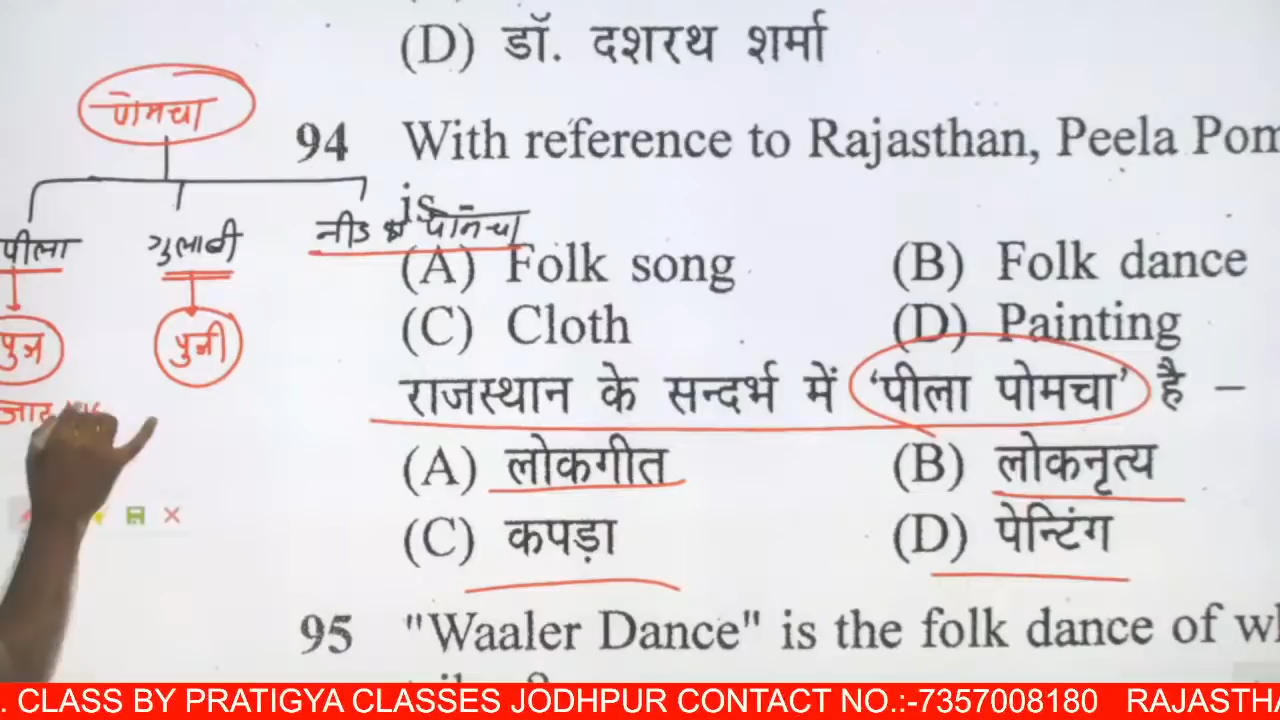 (D) डॉ. दशरथ शर्मा
पोमचा
94 With reference to Rajasthan, Peela Pom
is -
पीला गुलाबी पोमचा
(A) Folk song (B) Folk dance
(C) Cloth (D) Painting
पुत्र पुत्री
राजस्थान के सन्दर्भ में 'पीला पोमचा' है –
(A) लोकगीत (B) लोकनृत्य
(C) कपड़ा (D) पेन्टिंग
95 "Waaler Dance" is the folk dance of wh
. CLASS BY PRATIGYA CLASSES JODHPUR CONTACT NO.:-7357008180 RAJASTHA